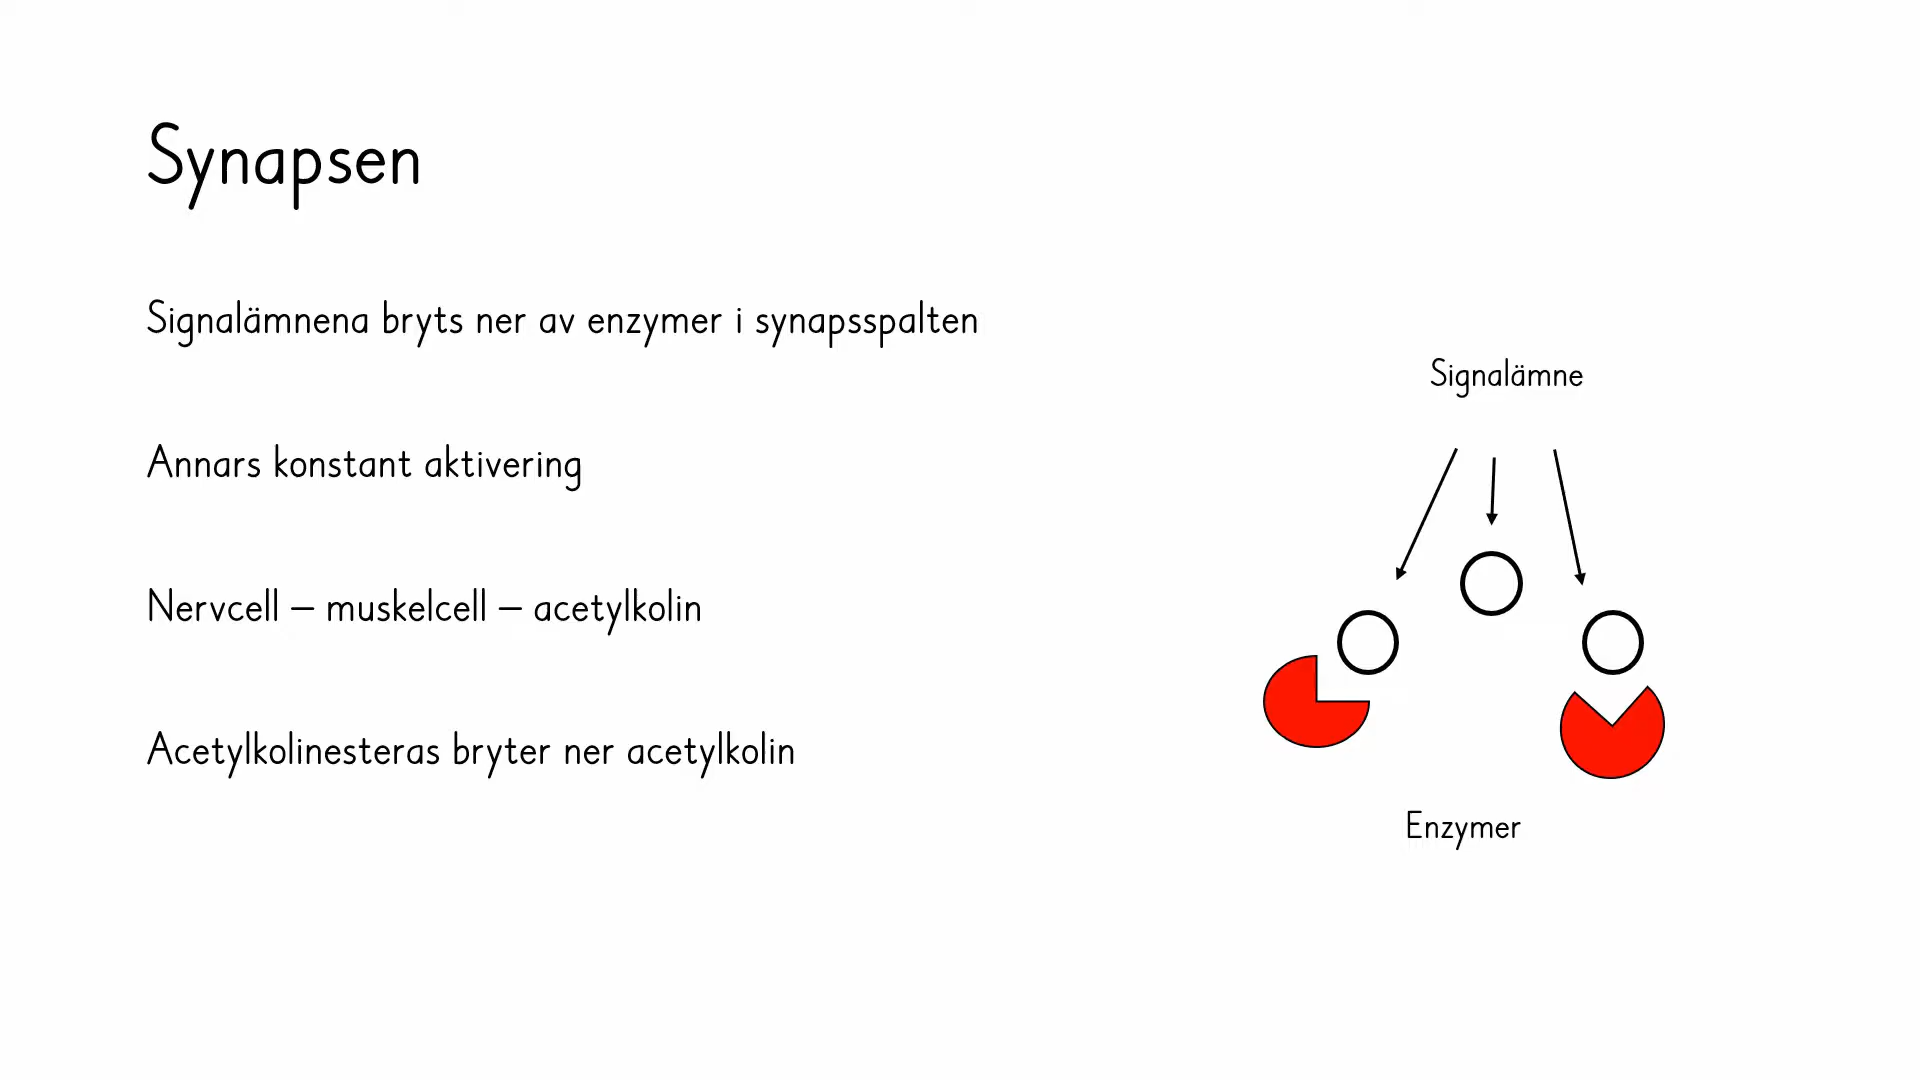 Synapsen
Signalämnena bryts ner av enzymer i synapsspalten
Annars konstant aktivering
Nervcell – muskelcell – acetylkolin
Acetylkolinesteras bryter ner acetylkolin
Signalämne
Enzymer